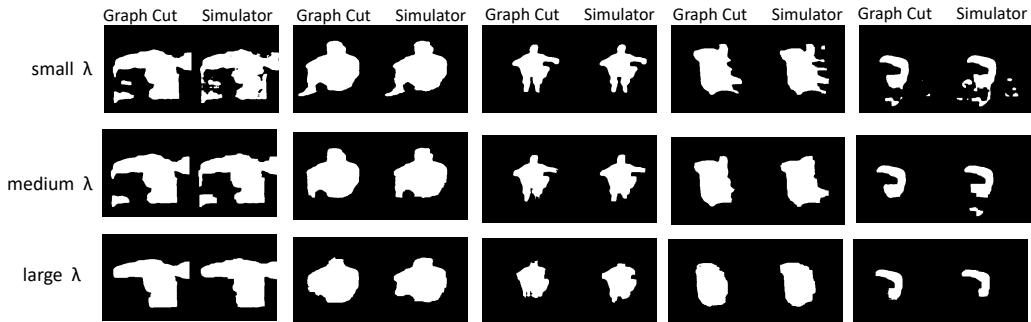 Graph Cut Simulator Graph Cut Simulator Graph Cut Simulator Graph Cut Simulator Graph Cut Simulator
small λ
medium λ
large λ